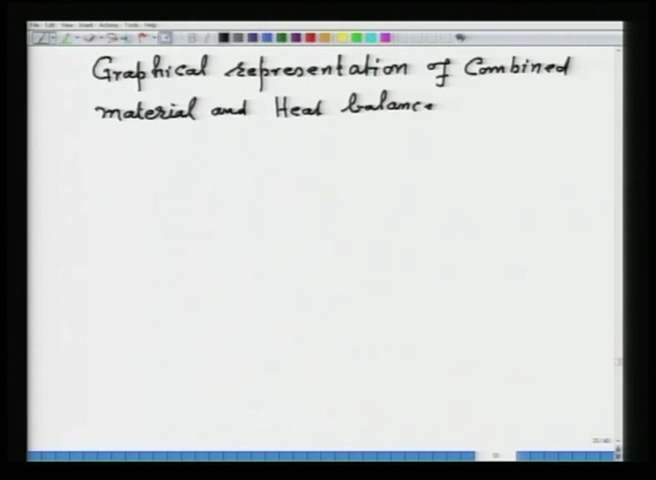 Graphical representation of Combined
material and Heat balance